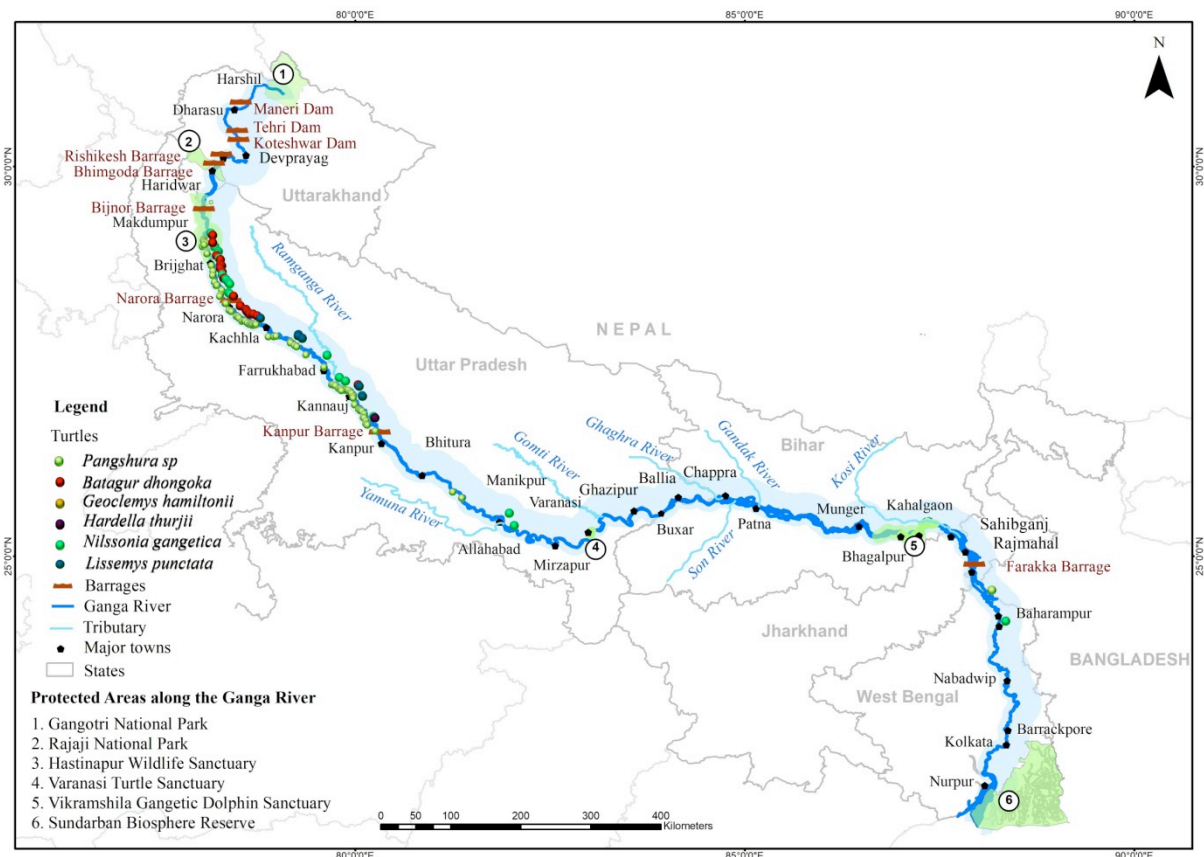 80°0'0"E 85°0'0"E 90°0'0"E
N
1
Harshil
Dharasu
Maneri Dam
Tehri Dam
Koteshwar Dam
2
Rishikesh Barrage
Devprayag
Bhimgoda Barrage
30°0'0"N
30°0'0"N
Haridwar
Uttarakhand
Bijnor Barrage
Makdumpur
3
Brijghat
Ramganga River
Narora Barrage
Narora
Kachhla
NEPAL
Uttar Pradesh
Farrukhabad
Kannauj
Kanpur Barrage
Kanpur
Bhitura
Gomti River
Ghaghra River
Gandak River
Bihar
Kosi River
Manikpur
Ghazipur
Ballia
Chappra
Varanasi
Yamuna River
Munger
Kahalgaon
Sahibganj
Buxar
Patna
Rajmahal
Allahabad
4
Son River
Bhagalpur
5
25°0'0"N
25°0'0"N
Mirzapur
Farakka Barrage
Baharampur
Jharkhand
BANGLADESH
Nabadwip
West Bengal
Barrackpore
Kolkata
Nurpur
6
Legend
Turtles
Pangshura sp
Batagur dhongoka
Geoclemys hamiltonii
Hardella thurjii
Nilssonia gangetica
Lissemys punctata
Barrages
Ganga River
Tributary
Major towns
States
Protected Areas along the Ganga River
1. Gangotri National Park
2. Rajaji National Park
3. Hastinapur Wildlife Sanctuary
4. Varanasi Turtle Sanctuary
5. Vikramshila Gangetic Dolphin Sanctuary
6. Sundarban Biosphere Reserve
0 50 100 200 300 400
Kilometers
80°0'0"E 85°0'0"E 90°0'0"E